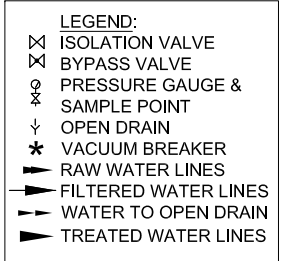 LEGEND:
ISOLATION VALVE
BYPASS VALVE
PRESSURE GAUGE &
SAMPLE POINT
OPEN DRAIN
VACUUM BREAKER
RAW WATER LINES
FILTERED WATER LINES
WATER TO OPEN DRAIN
TREATED WATER LINES